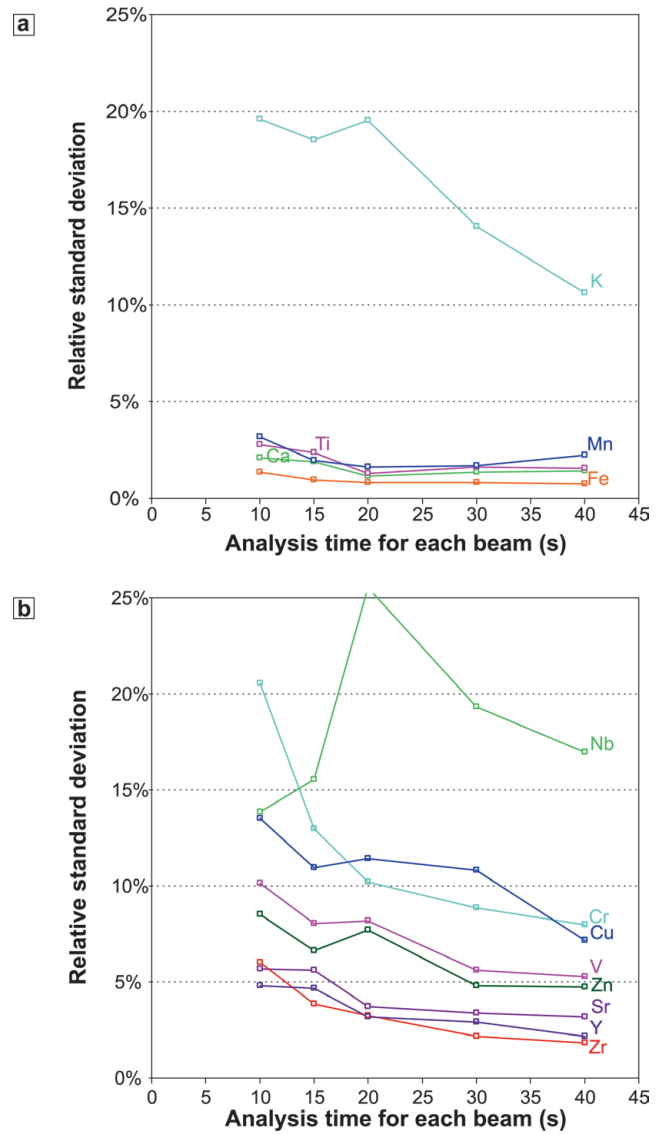 a
25%
20%
15%
10%
5%
0%
Relative standard deviation
K
Ti
Ca
Mn
Fe
0 5 10 15 20 25 30 35 40 45
Analysis time for each beam (s)
b
25%
20%
15%
10%
5%
0%
Relative standard deviation
Nb
Cr
Cu
V
Zn
Sr
Y
Zr
0 5 10 15 20 25 30 35 40 45
Analysis time for each beam (s)